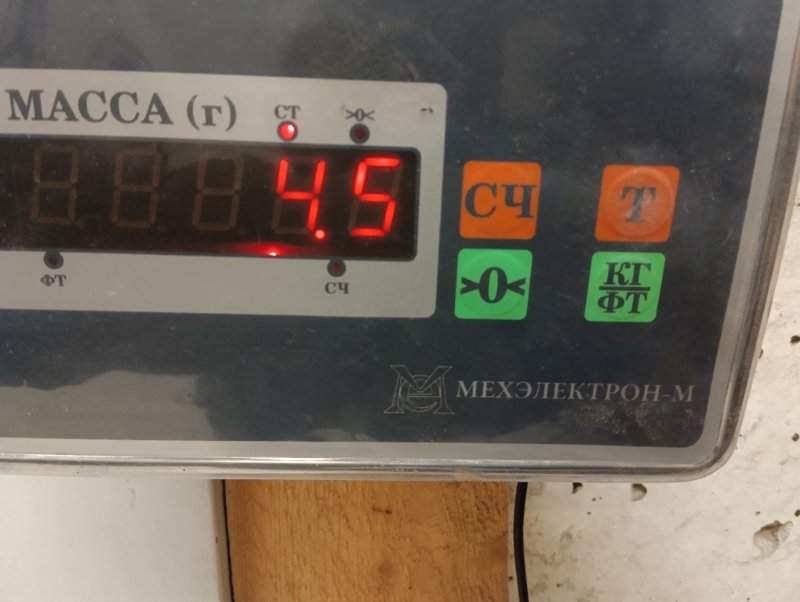 МАССА (г)
СТ
>0<
4.5
ФТ
СЧ
СЧ
Т
>0<
КГ
ФТ
МЕХЭЛЕКТРОН-М